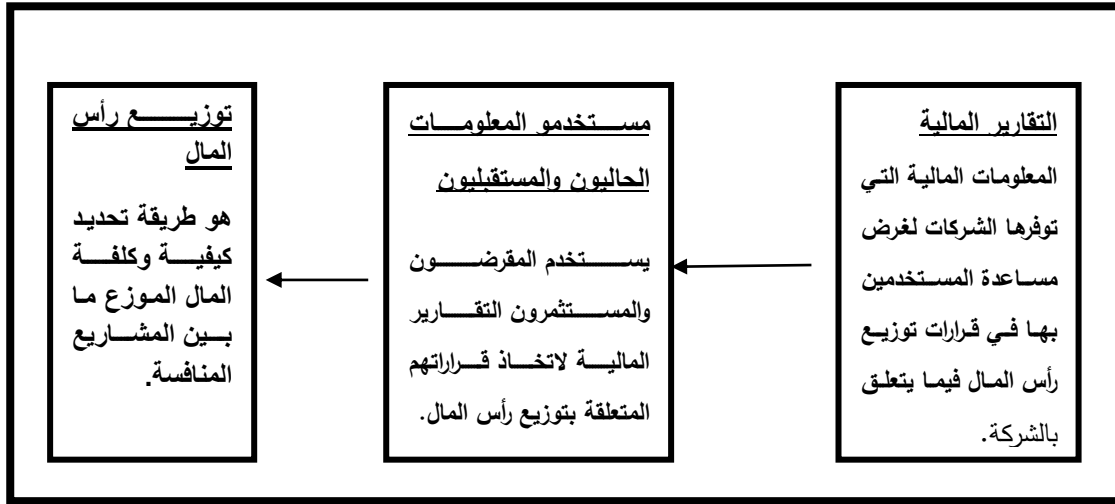 التقارير المالية
المعلومات المالية التي
توفرها الشركات لغرض
مساعدة المستخدمين
بها في قرارات توزيع
رأس المال فيما يتعلق
بالشركة.
مستخدمو المعلومات
الحاليون والمستقبليون
يستخدم المقرضون
والمستثمرون التقارير
المالية لاتخاذ قراراتهم
المتعلقة بتوزيع رأس المال.
توزيع رأس
المال
هو طريقة تحديد
كيفية وكلفة
المال الموزع ما
بين المشاريع
المنافسة.